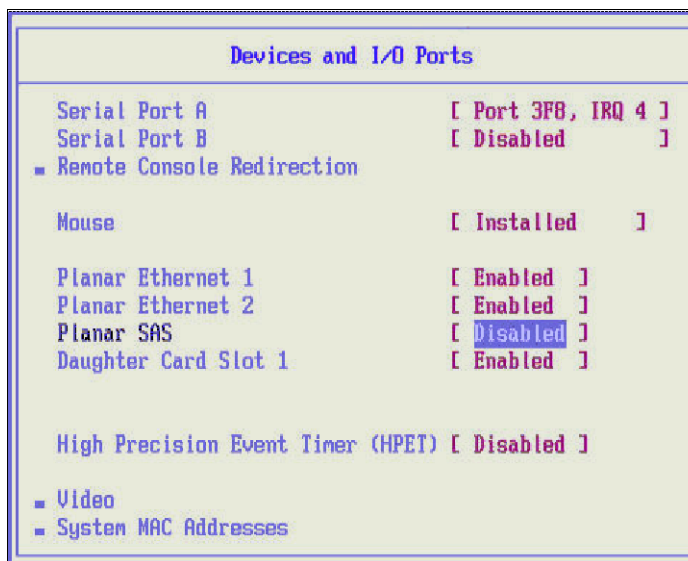 Devices and I/O Ports
Serial Port A [ Port 3F8, IRQ 4 ]
Serial Port B [ Disabled ]
Remote Console Redirection
Mouse [ Installed ]
Planar Ethernet 1 [ Enabled ]
Planar Ethernet 2 [ Enabled ]
Planar SAS [ Disabled ]
Daughter Card Slot 1 [ Enabled ]
High Precision Event Timer (HPET) [ Disabled ]
Video
System MAC Addresses